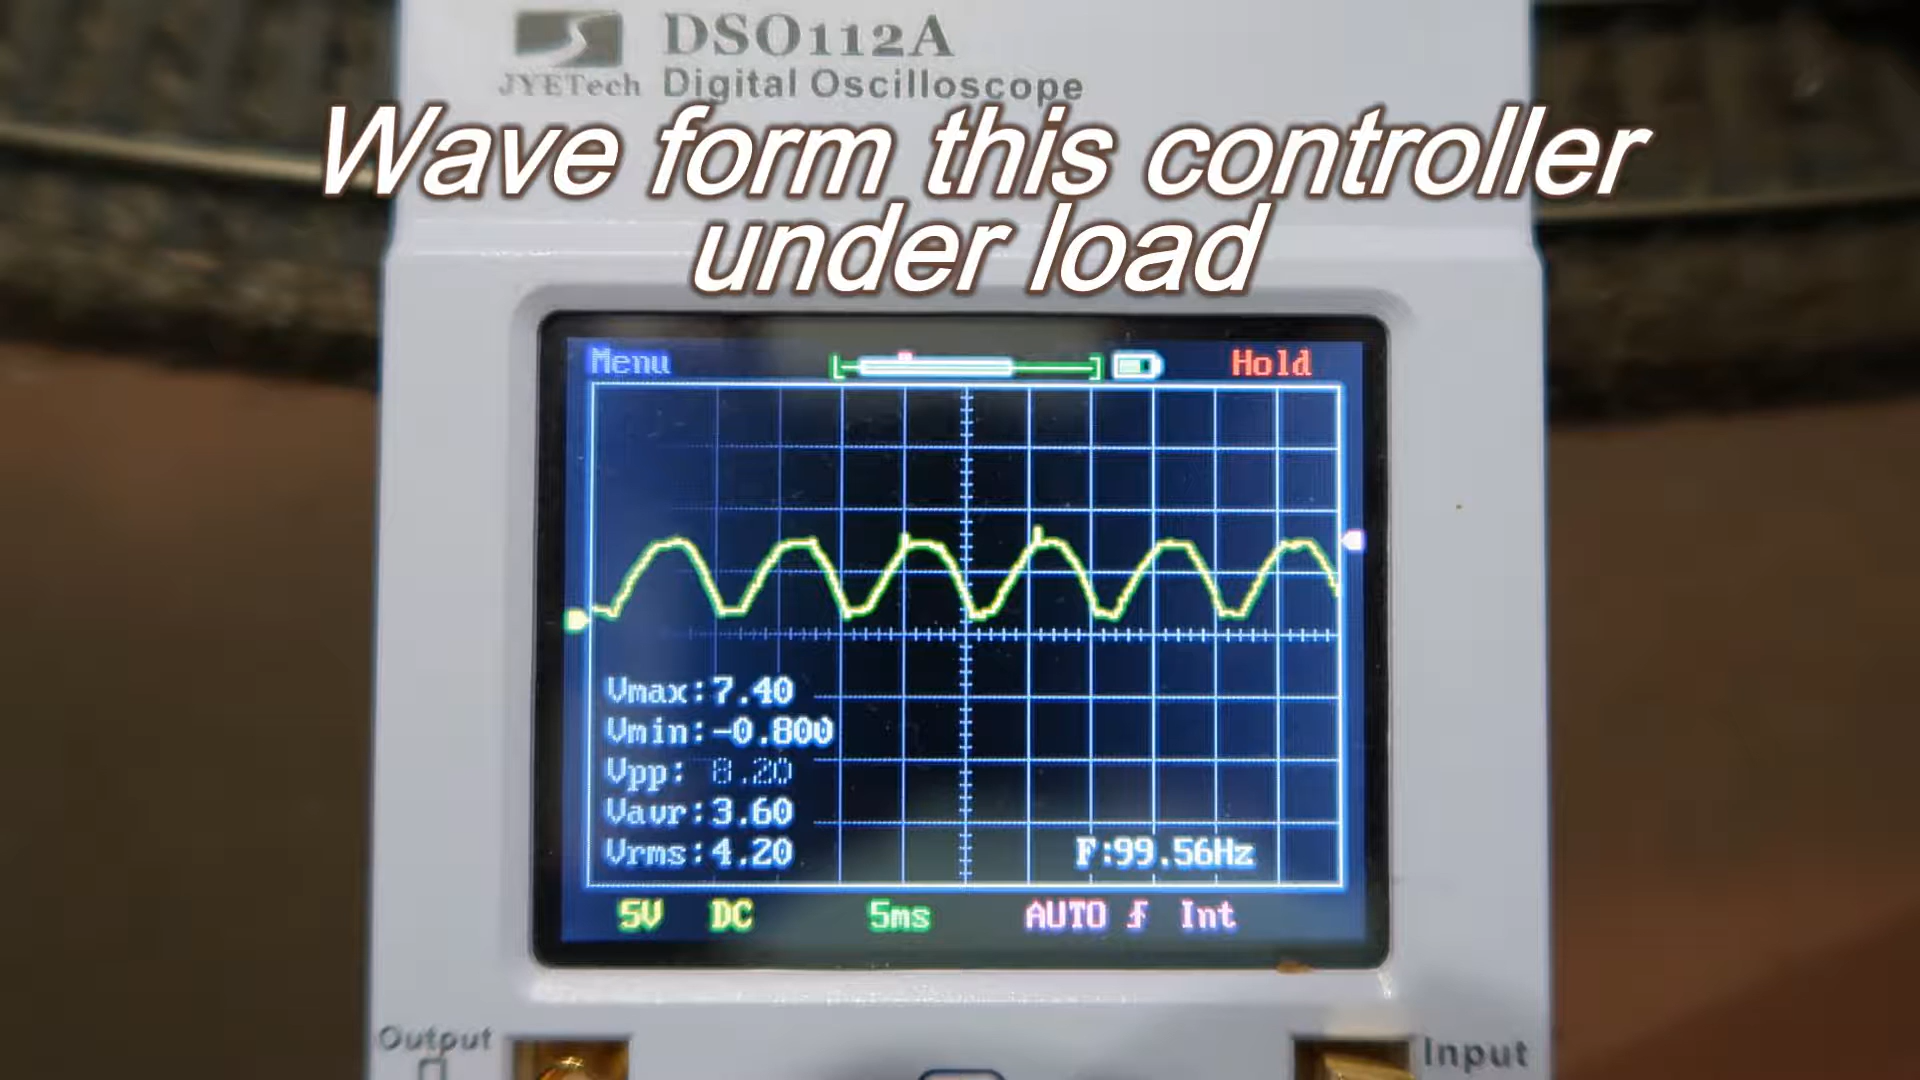 JYETech
DSO112A
Digital Oscilloscope
Wave form this controller
under load
Menu
Hold
Vmax:7.40
Vmin:-0.800
Vpp: 8.20
Vavr:3.60
Vrms:4.20
F:99.56Hz
5V DC 5ms AUTO Int
Output
Input